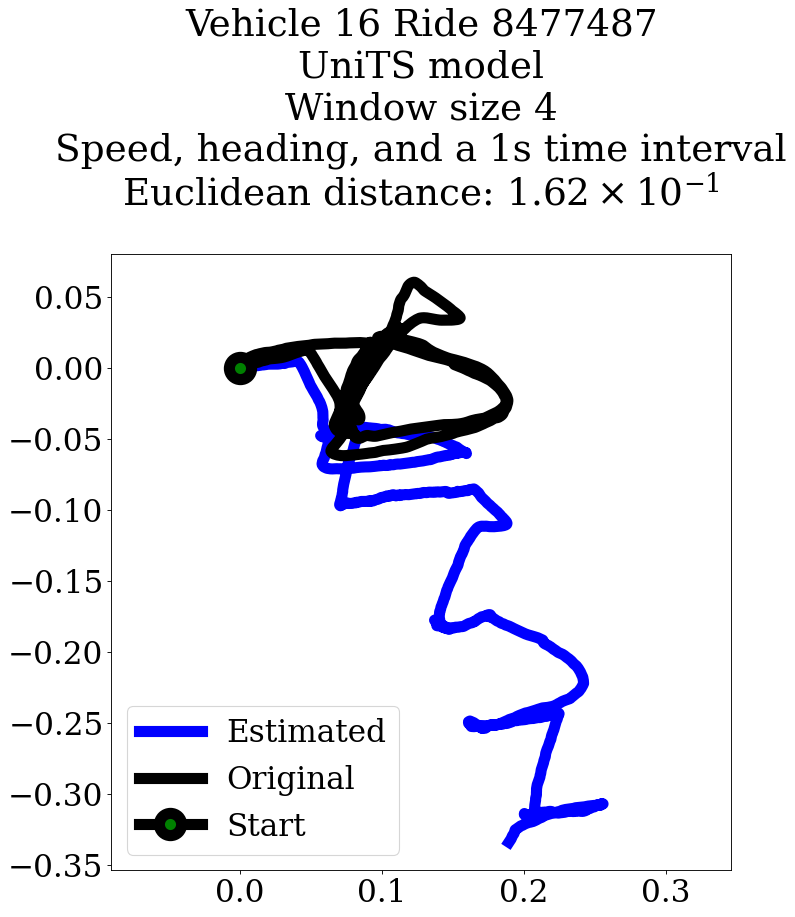 Vehicle 16 Ride 8477487
UniTS model
Window size 4
Speed, heading, and a 1s time interval
Euclidean distance: 1.62 × 10⁻¹
0.05
0.00
−0.05
−0.10
−0.15
−0.20
−0.25
−0.30
−0.35
Estimated
Original
Start
0.0 0.1 0.2 0.3